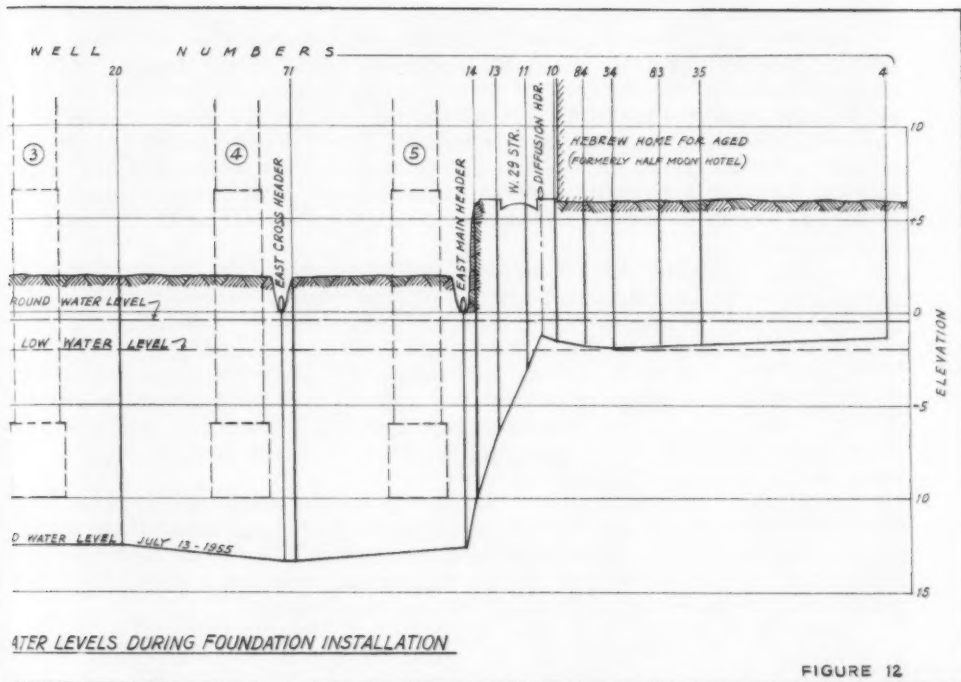 WELL NUMBERS
20 71 14 13 11 10 84 34 83 35 4
W. 29 STR.
DIFFUSION HDR.
③ ④ ⑤
EAST CROSS HEADER
EAST MAIN HEADER
HEBREW HOME FOR AGED
(FORMERLY HALF MOON HOTEL)
10
+5
0
-5
10
15
ELEVATION
ROUND WATER LEVEL
LOW WATER LEVEL
D WATER LEVEL JULY 13-1955
ATER LEVELS DURING FOUNDATION INSTALLATION
FIGURE 12